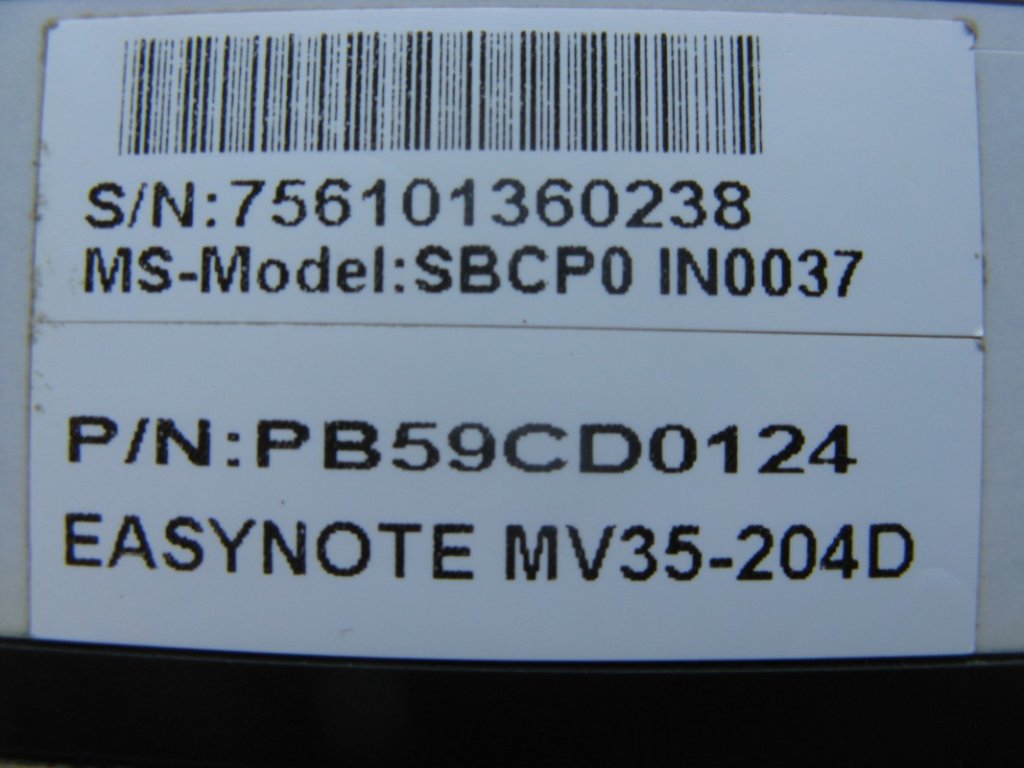 S/N:756101360238
MS-Model:SBCP0 IN0037
P/N:PB59CD0124
EASYNOTE MV35-204D